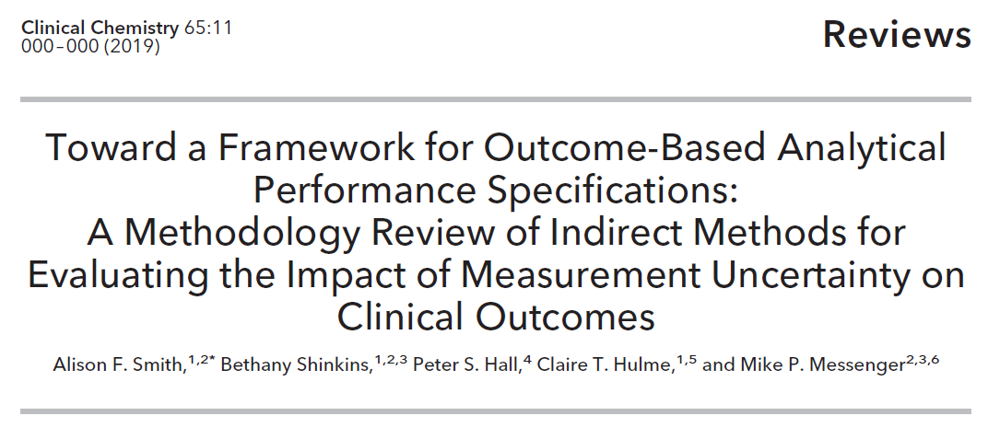 Clinical Chemistry 65:11
000–000 (2019)
Reviews
Toward a Framework for Outcome-Based Analytical
Performance Specifications:
A Methodology Review of Indirect Methods for
Evaluating the Impact of Measurement Uncertainty on
Clinical Outcomes
Alison F. Smith,1,2* Bethany Shinkins,1,2,3 Peter S. Hall,4 Claire T. Hulme,1,5 and Mike P. Messenger2,3,6